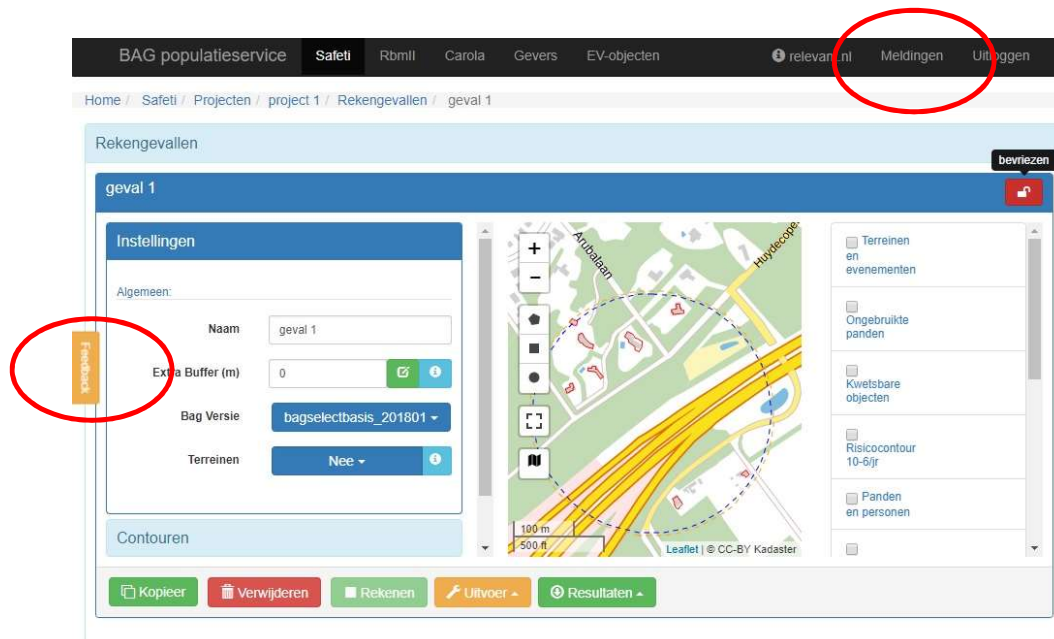 BAG populatieservice Safeti RbmII Carola Gevers EV-objecten relevant.nl Meldingen Uitloggen
Home / Safeti / Projecten / project 1 / Rekengevallen / geval 1
Rekengevallen
bevriezen
geval 1
Instellingen
Algemeen:
Naam geval 1
Extra Buffer (m) 0
Bag Versie bagselectbasis_201801
Terreinen Nee
Contouren
Feedback
+
−
Arubalaan
100 m
500 ft
Leaflet | © CC-BY Kadaster
Terreinen
en
evenementen
Ongebruikte
panden
Kwetsbare
objecten
Risicocontour
10-6/jr
Panden
en personen
Kopieer Verwijderen Rekenen Uitvoer Resultaten